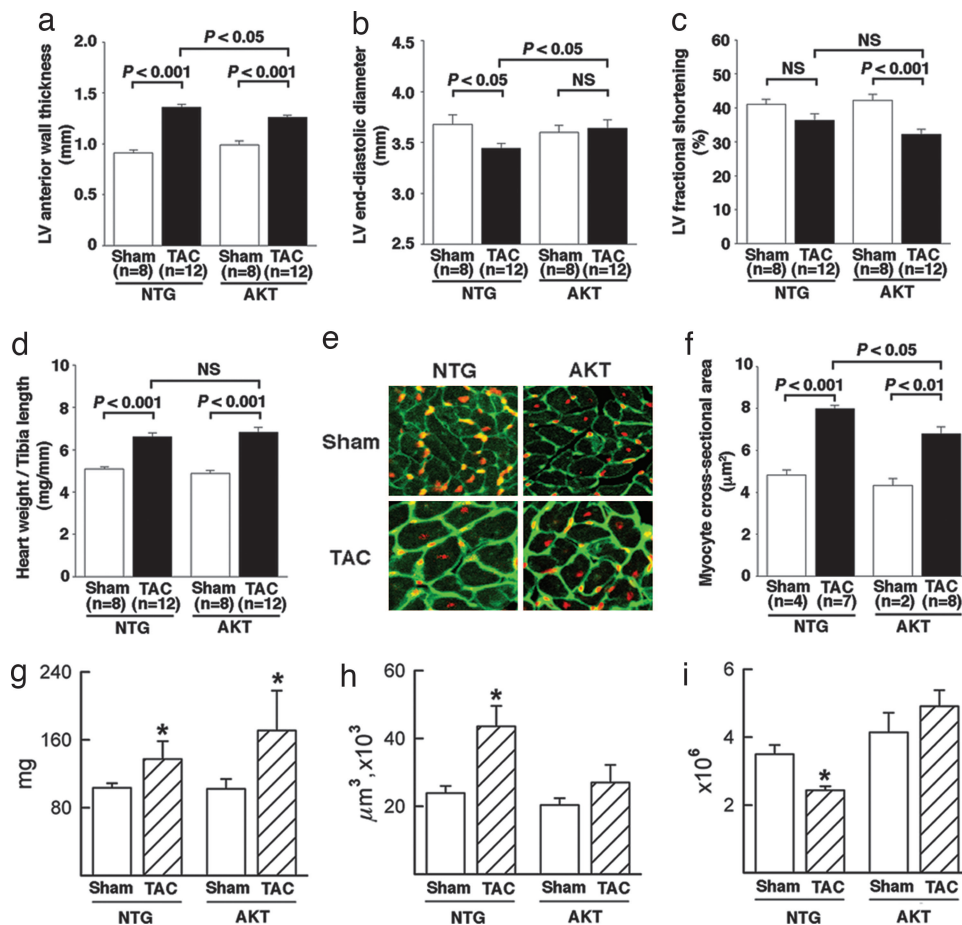 a
LV anterior wall thickness
(mm)
2.0
1.5
1.0
0.5
0
P < 0.05
P < 0.001
P < 0.001
Sham TAC Sham TAC
(n=8) (n=12) (n=8) (n=12)
NTG AKT
b
LV end-diastolic diameter
(mm)
4.5
4.0
3.5
3.0
2.5
P < 0.05
P < 0.05
NS
Sham TAC Sham TAC
(n=8) (n=12) (n=8) (n=12)
NTG AKT
c
LV fractional shortening
(%)
60
50
40
30
20
10
0
NS
NS
P < 0.001
Sham TAC Sham TAC
(n=8) (n=12) (n=8) (n=12)
NTG AKT
d
Heart weight / Tibia length
(mg/mm)
10
8
6
4
2
0
NS
P < 0.001
P < 0.001
Sham TAC Sham TAC
(n=8) (n=12) (n=8) (n=12)
NTG AKT
e
NTG AKT
Sham
TAC
f
Myocyte cross-sectional area
(μm²)
10
8
6
4
2
0
P < 0.05
P < 0.001
P < 0.01
Sham TAC Sham TAC
(n=4) (n=7) (n=2) (n=8)
NTG AKT
g
mg
240
160
80
*
*
Sham TAC Sham TAC
NTG AKT
h
μm³, x10³
60
40
20
*
Sham TAC Sham TAC
NTG AKT
i
x10⁶
6
4
2
*
Sham TAC Sham TAC
NTG AKT